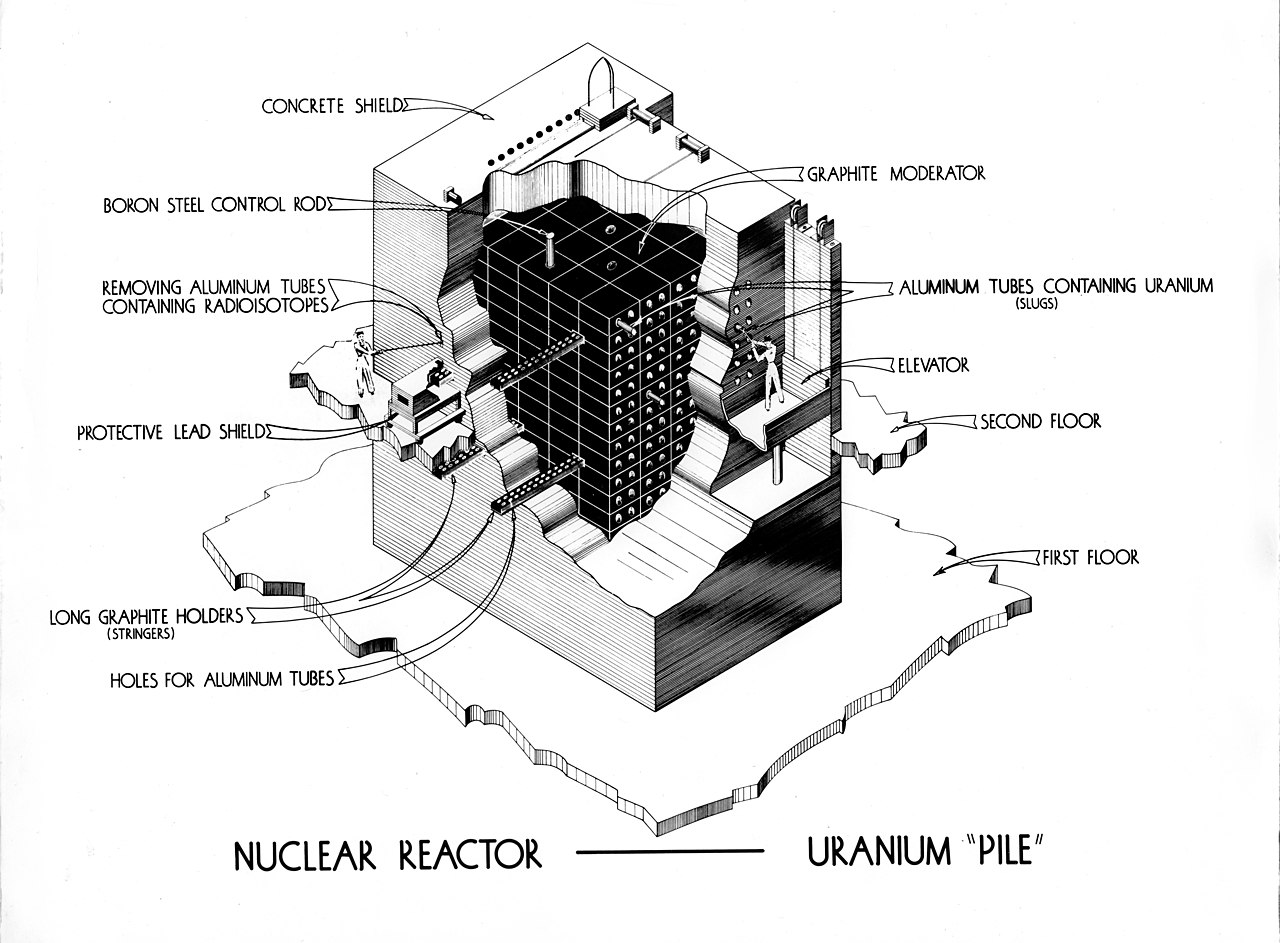 CONCRETE SHIELD
GRAPHITE MODERATOR
BORON STEEL CONTROL ROD
REMOVING ALUMINUM TUBES
CONTAINING RADIOISOTOPES
ALUMINUM TUBES CONTAINING URANIUM
(SLUGS)
ELEVATOR
SECOND FLOOR
PROTECTIVE LEAD SHIELD
FIRST FLOOR
LONG GRAPHITE HOLDERS
(STRINGERS)
HOLES FOR ALUMINUM TUBES
NUCLEAR REACTOR — URANIUM "PILE"